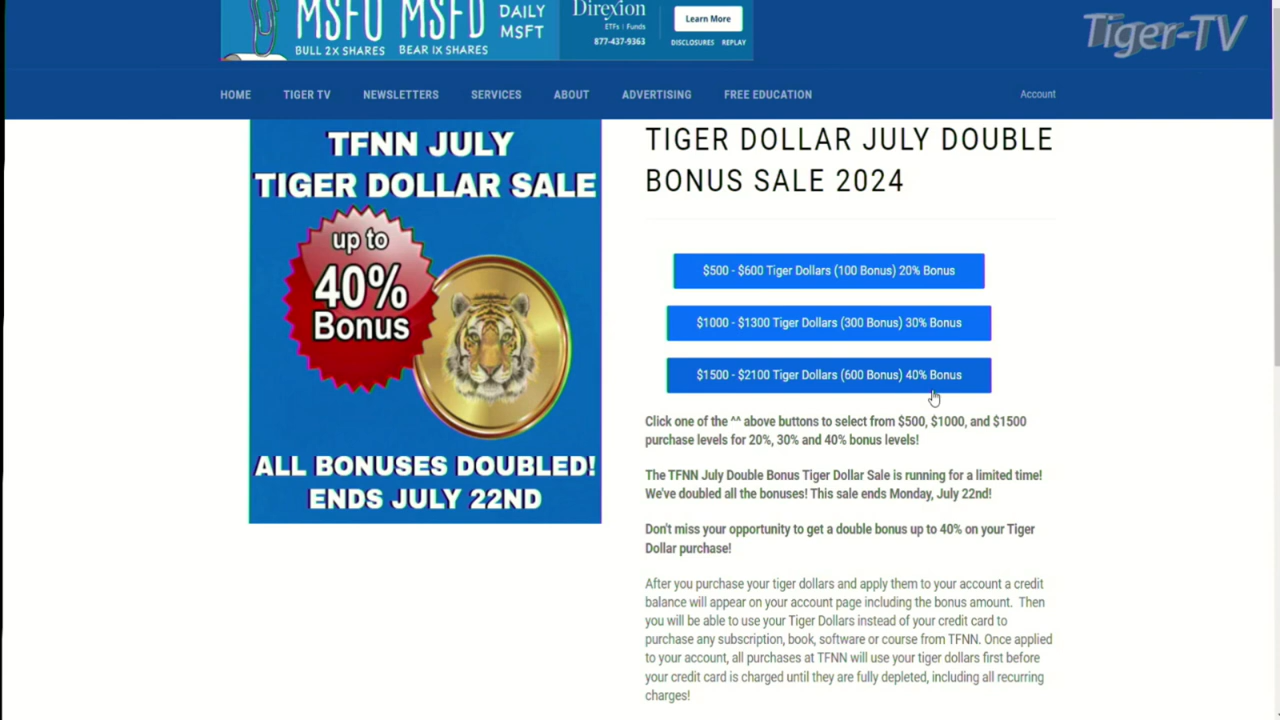 MSFU MSFD
BULL 2X SHARES BEAR 1X SHARES
DAILY
MSFT
Direxion
ETFs | Funds
877-437-9363
Learn More
DISCLOSURES REPLAY
Tiger-TV
HOME TIGER TV NEWSLETTERS SERVICES ABOUT ADVERTISING FREE EDUCATION Account
TFNN JULY
TIGER DOLLAR SALE
up to
40%
Bonus
ALL BONUSES DOUBLED!
ENDS JULY 22ND
TIGER DOLLAR JULY DOUBLE
BONUS SALE 2024
$500 - $600 Tiger Dollars (100 Bonus) 20% Bonus
$1000 - $1300 Tiger Dollars (300 Bonus) 30% Bonus
$1500 - $2100 Tiger Dollars (600 Bonus) 40% Bonus
Click one of the ^^ above buttons to select from $500, $1000, and $1500
purchase levels for 20%, 30% and 40% bonus levels!
The TFNN July Double Bonus Tiger Dollar Sale is running for a limited time!
We've doubled all the bonuses! This sale ends Monday, July 22nd!
Don't miss your opportunity to get a double bonus up to 40% on your Tiger
Dollar purchase!
After you purchase your tiger dollars and apply them to your account a credit
balance will appear on your account page including the bonus amount. Then
you will be able to use your Tiger Dollars instead of your credit card to
purchase any subscription, book, software or course from TFNN. Once applied
to your account, all purchases at TFNN will use your tiger dollars first before
your credit card is charged until they are fully depleted, including all recurring
charges!